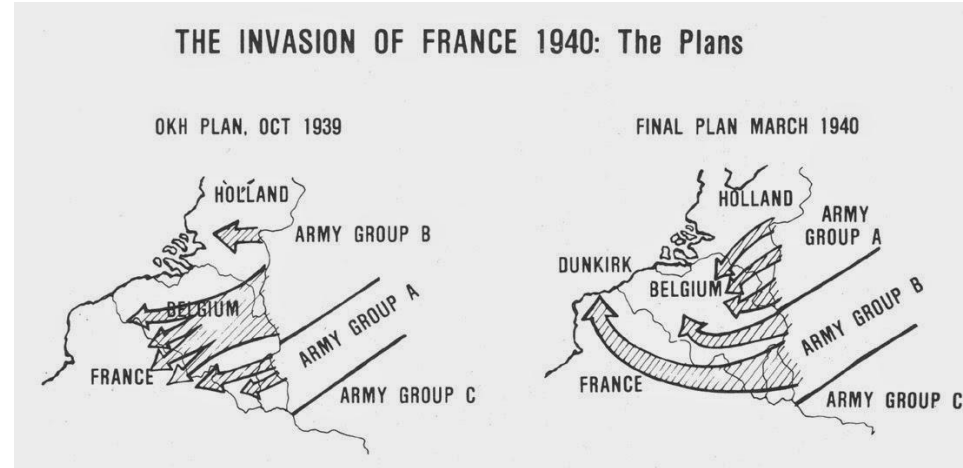 THE INVASION OF FRANCE 1940: The Plans
OKH PLAN, OCT 1939
HOLLAND
ARMY GROUP B
BELGIUM
ARMY GROUP A
FRANCE
ARMY GROUP C
FINAL PLAN MARCH 1940
HOLLAND
ARMY
GROUP A
DUNKIRK
BELGIUM
ARMY GROUP B
FRANCE
ARMY GROUP C